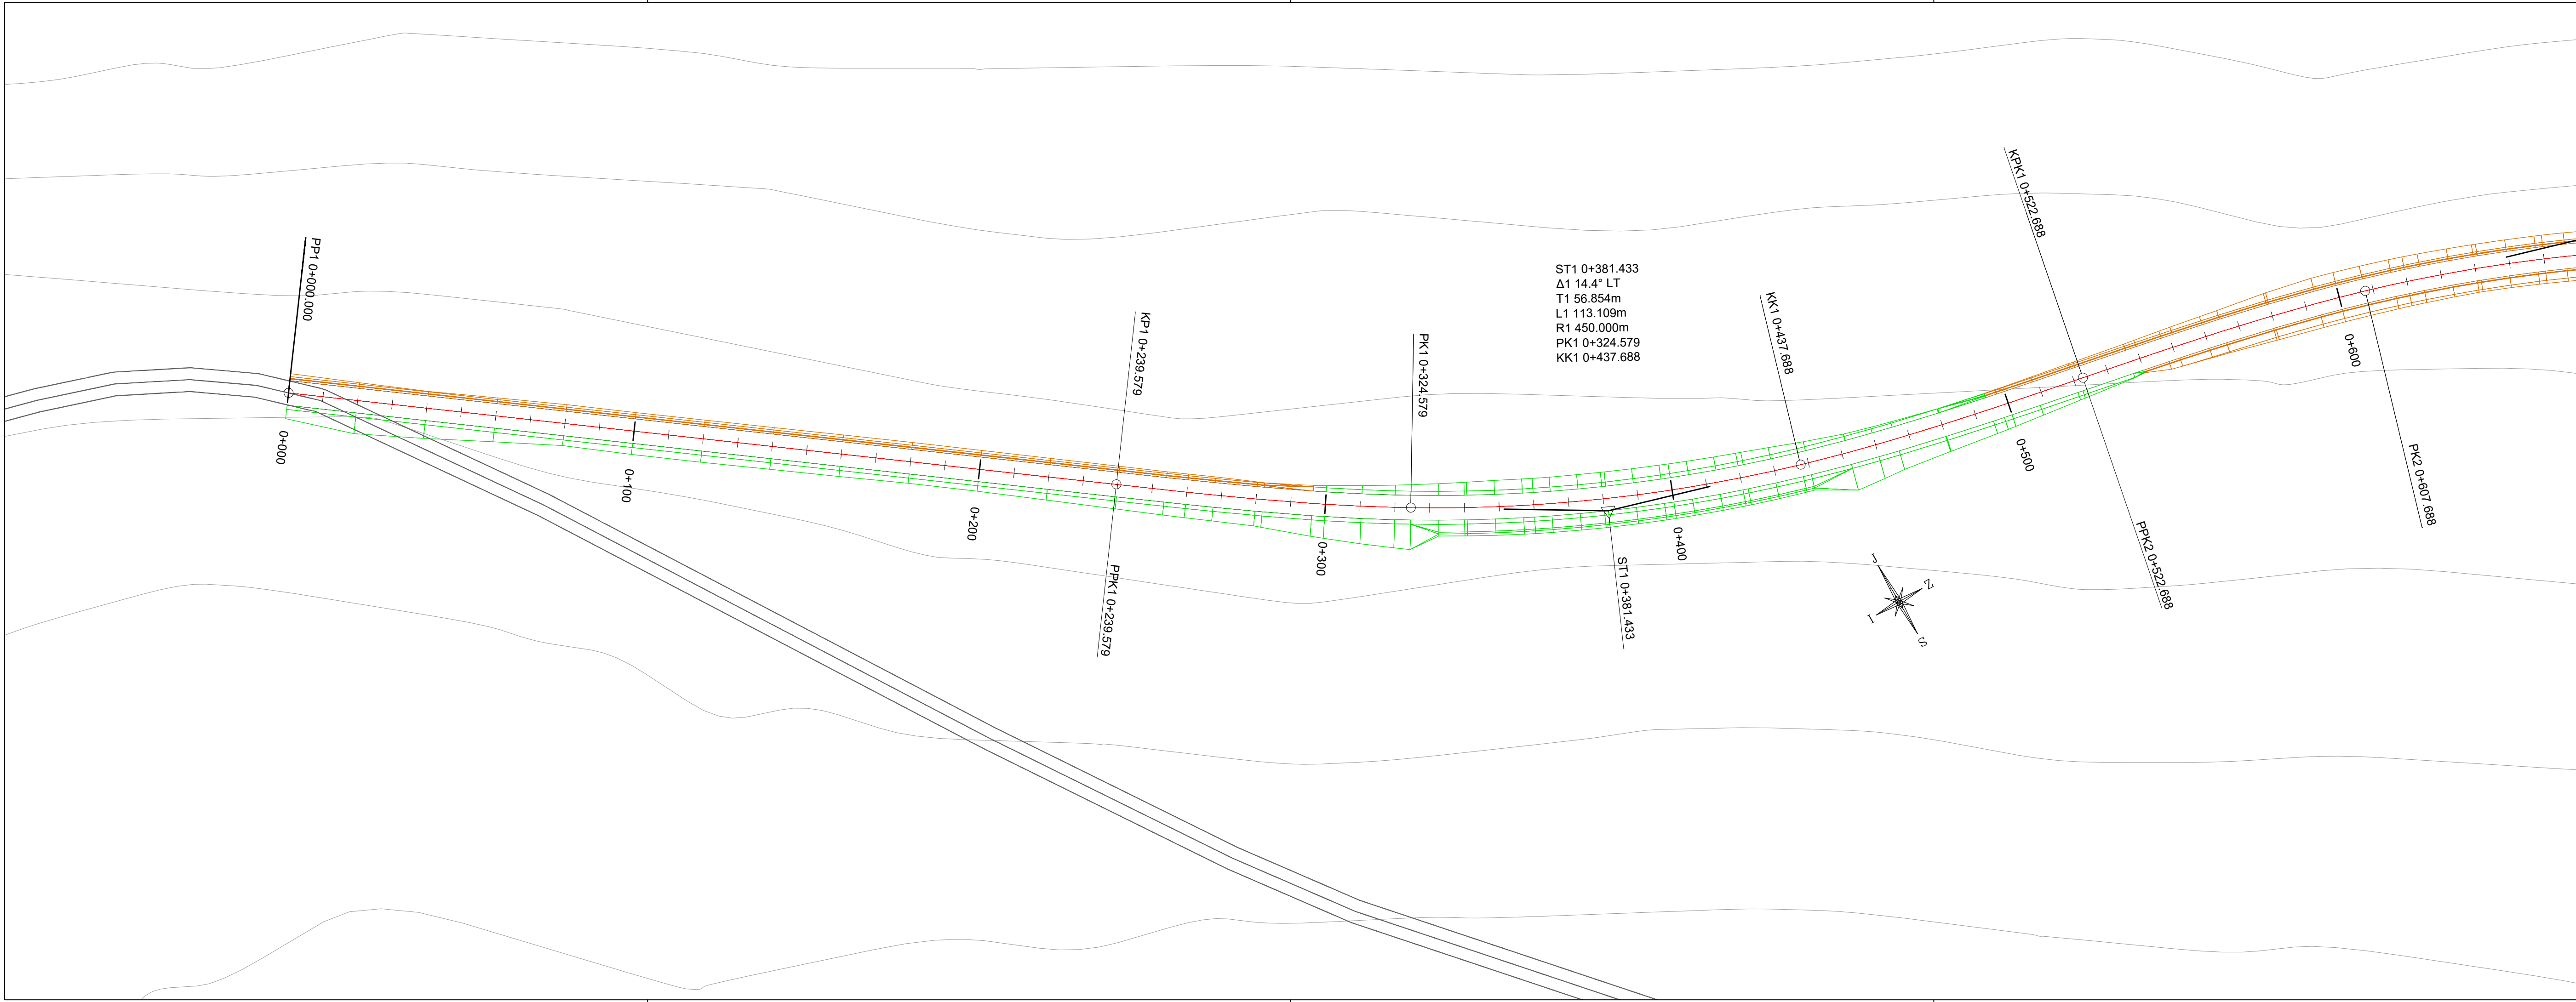 PP1 0+000.000
0+000
0+100
0+200
KP1 0+239.579
PPK1 0+239.579
0+300
PK1 0+324.579
ST1 0+381.433
Δ1 14.4° LT
T1 56.854m
L1 113.109m
R1 450.000m
PK1 0+324.579
KK1 0+437.688
ST1 0+381.433
0+400
KK1 0+437.688
J
Z
I
S
0+500
KPK1 0+522.688
PPK2 0+522.688
0+600
PK2 0+607.688